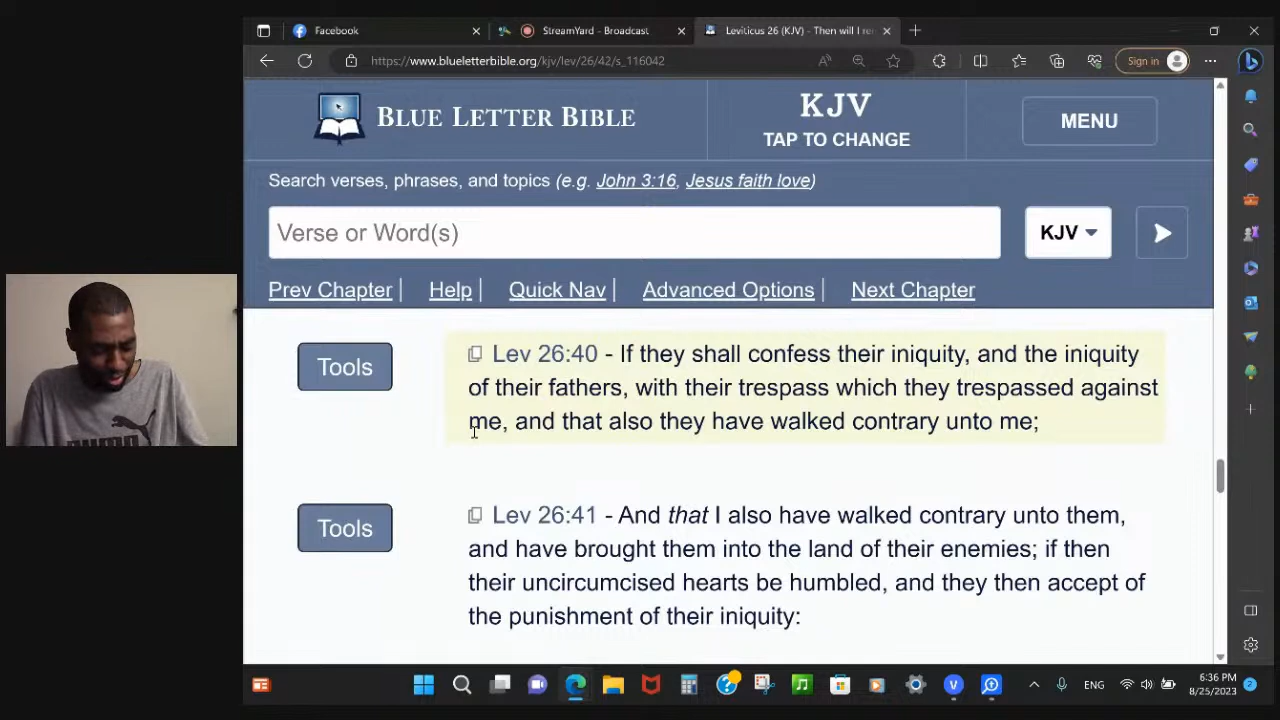 Facebook
StreamYard - Broadcast
Leviticus 26 (KJV) - Then will I re
https://www.blueletterbible.org/kjv/lev/26/42/s_116042
Sign in
BLUE LETTER BIBLE
KJV
TAP TO CHANGE
MENU
Search verses, phrases, and topics (e.g. John 3:16, Jesus faith love)
Verse or Word(s)
KJV
Prev Chapter | Help | Quick Nav | Advanced Options | Next Chapter
Tools
Lev 26:40 - If they shall confess their iniquity, and the iniquity
of their fathers, with their trespass which they trespassed against
me, and that also they have walked contrary unto me;
Tools
Lev 26:41 - And that I also have walked contrary unto them,
and have brought them into the land of their enemies; if then
their uncircumcised hearts be humbled, and they then accept of
the punishment of their iniquity:
PUMA
ENG
6:36 PM
8/25/2023
2